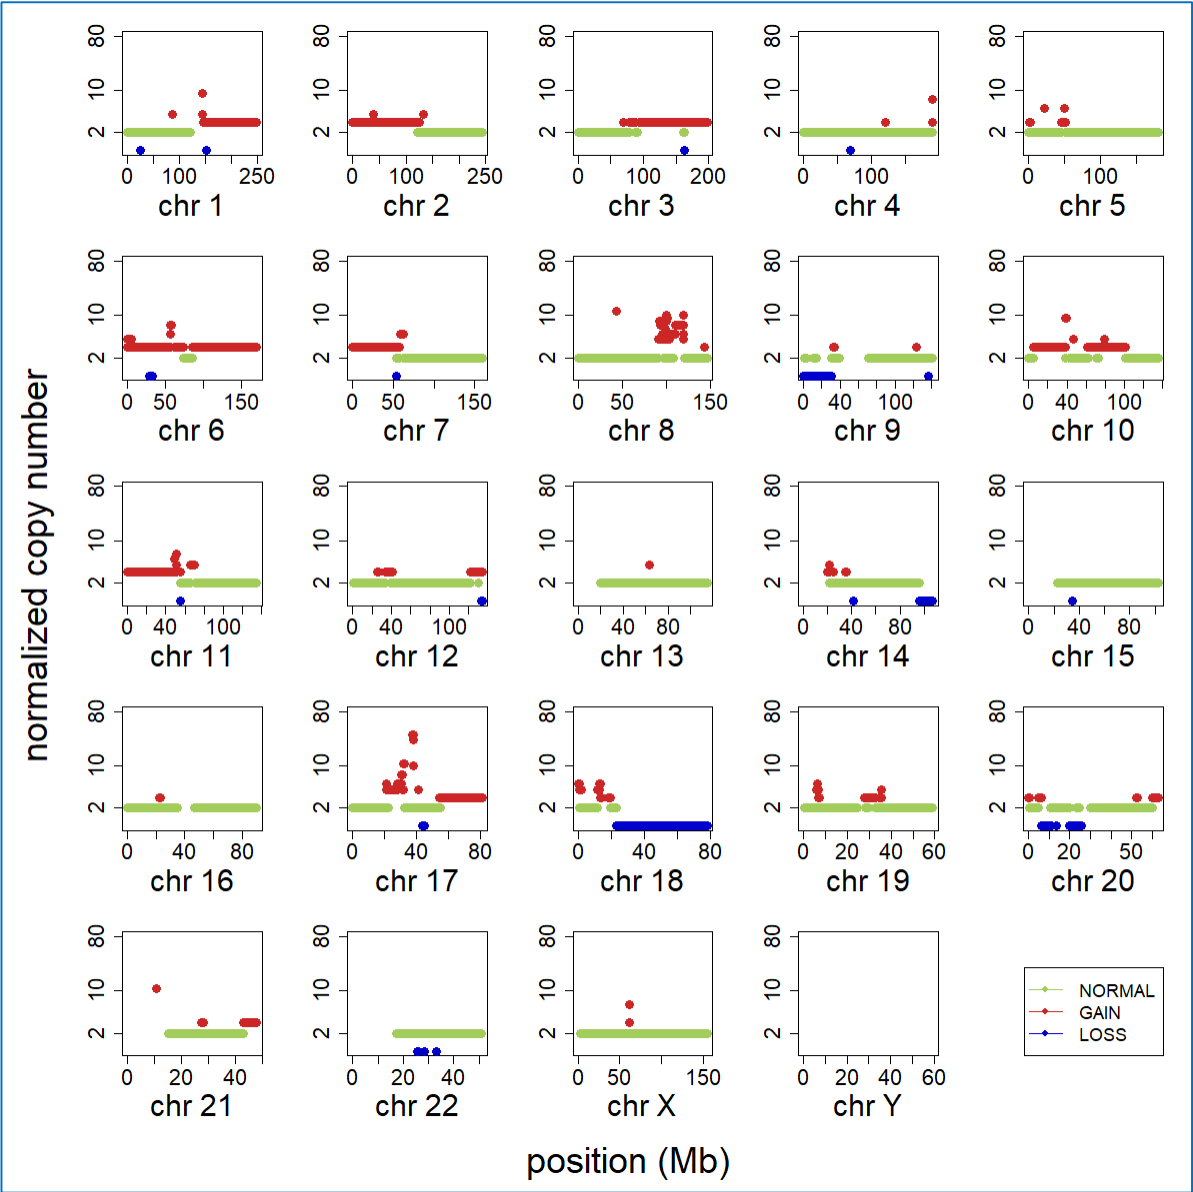 80
10
2
0 100 250
chr 1
80
10
2
0 100 250
chr 2
80
10
2
0 100 200
chr 3
80
10
2
0 100
chr 4
80
10
2
0 100
chr 5
80
10
2
0 50 150
chr 6
80
10
2
0 50 150
chr 7
80
10
2
0 50 150
chr 8
80
10
2
0 40 100
chr 9
80
10
2
0 40 100
chr 10
normalized copy number
80
10
2
0 40 100
chr 11
80
10
2
0 40 100
chr 12
80
10
2
0 40 80
chr 13
80
10
2
0 40 80
chr 14
80
10
2
0 40 80
chr 15
80
10
2
0 40 80
chr 16
80
10
2
0 40 80
chr 17
80
10
2
0 40 80
chr 18
80
10
2
0 20 40 60
chr 19
80
10
2
0 20 50
chr 20
80
10
2
0 20 40
chr 21
80
10
2
0 20 40
chr 22
80
10
2
0 50 150
chr X
80
10
2
0 20 40 60
chr Y
NORMAL
GAIN
LOSS
position (Mb)